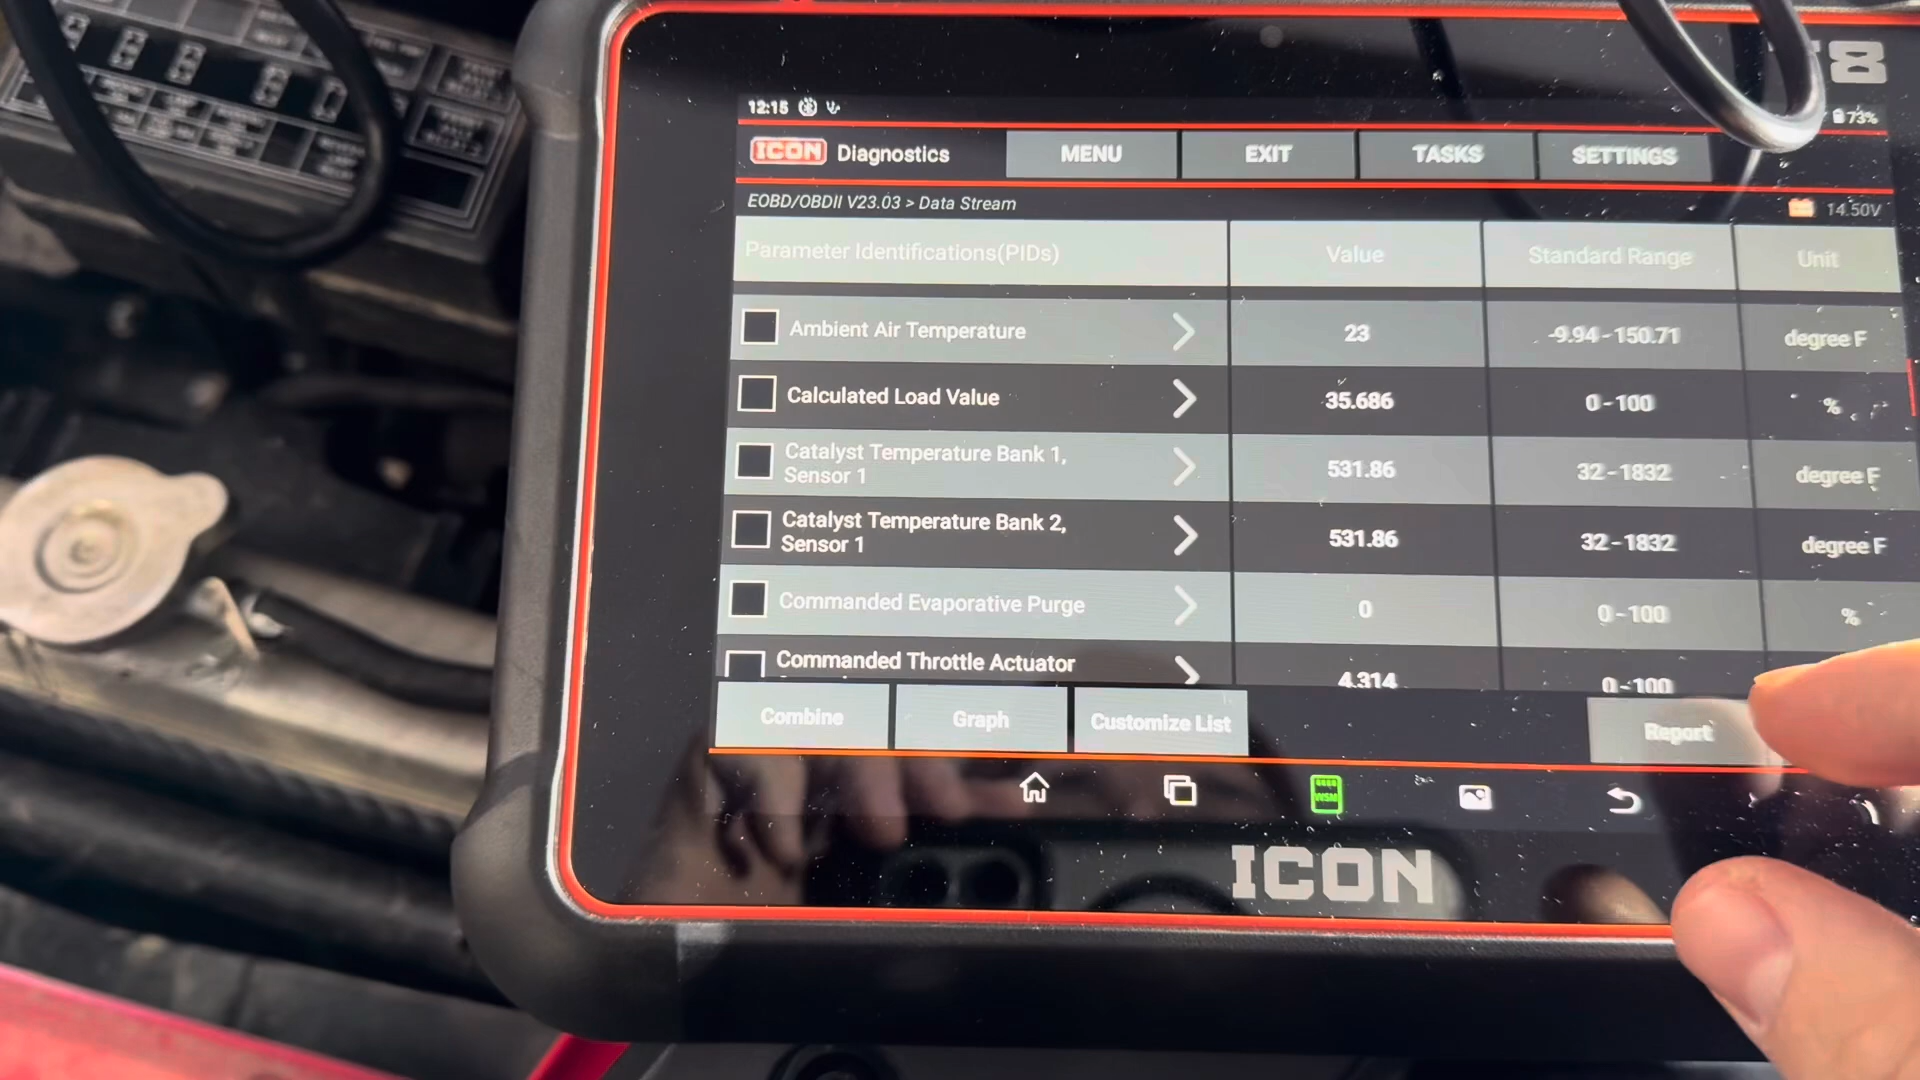 T8
12:15
73%
ICON Diagnostics MENU EXIT TASKS SETTINGS
EOBD/OBDII V23.03 > Data Stream 14.50V
Parameter Identifications(PIDs) Value Standard Range Unit
Ambient Air Temperature 23 -9.94-150.71 degree F
Calculated Load Value 35.686 0-100 %
Catalyst Temperature Bank 1, 531.86 32-1832 degree F
Sensor 1
Catalyst Temperature Bank 2, 531.86 32-1832 degree F
Sensor 1
Commanded Evaporative Purge 0 0-100 %
Commanded Throttle Actuator 4.314 0-100
Combine Graph Customize List Report
WSM
ICON